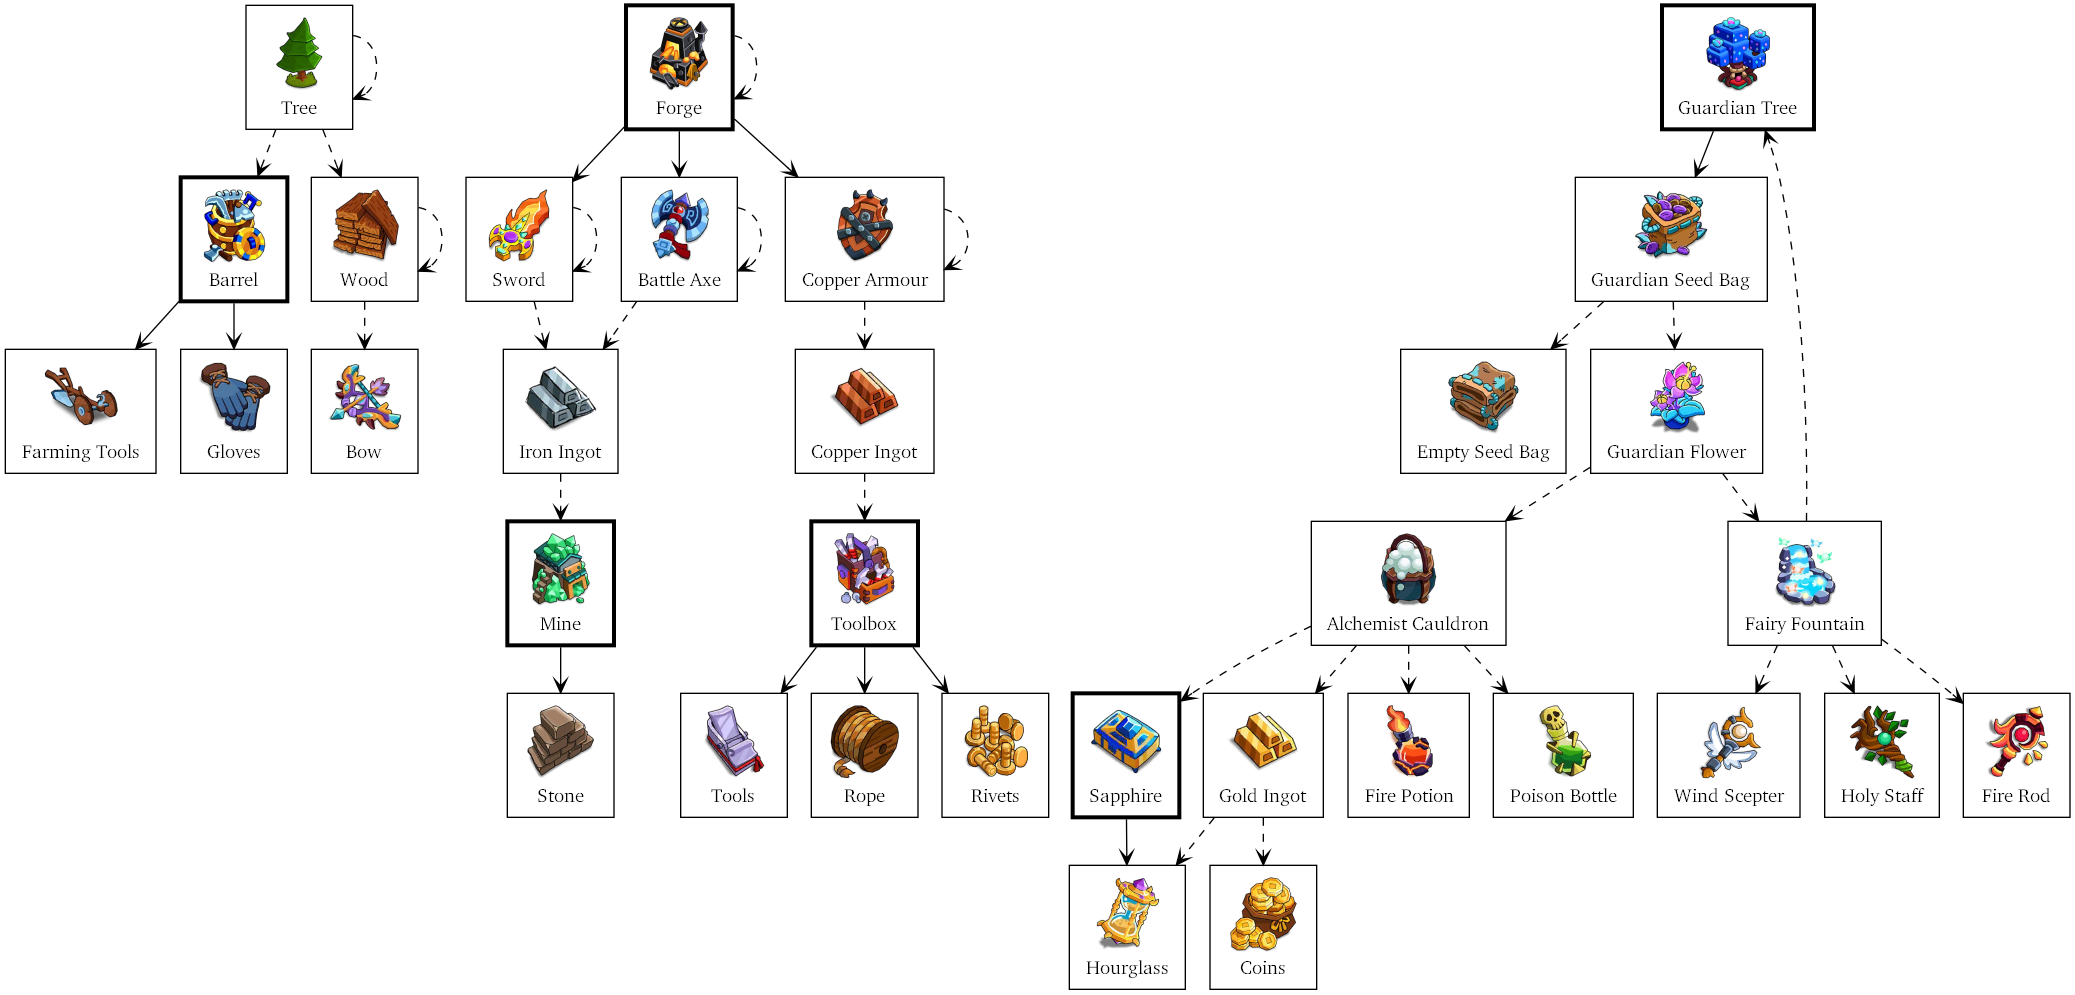 Tree
Forge
Guardian Tree
Barrel
Wood
Sword
Battle Axe
Copper Armour
Guardian Seed Bag
Farming Tools
Gloves
Bow
Iron Ingot
Copper Ingot
Empty Seed Bag
Guardian Flower
Mine
Toolbox
Alchemist Cauldron
Fairy Fountain
Stone
Tools
Rope
Rivets
Sapphire
Gold Ingot
Fire Potion
Poison Bottle
Wind Scepter
Holy Staff
Fire Rod
Hourglass
Coins